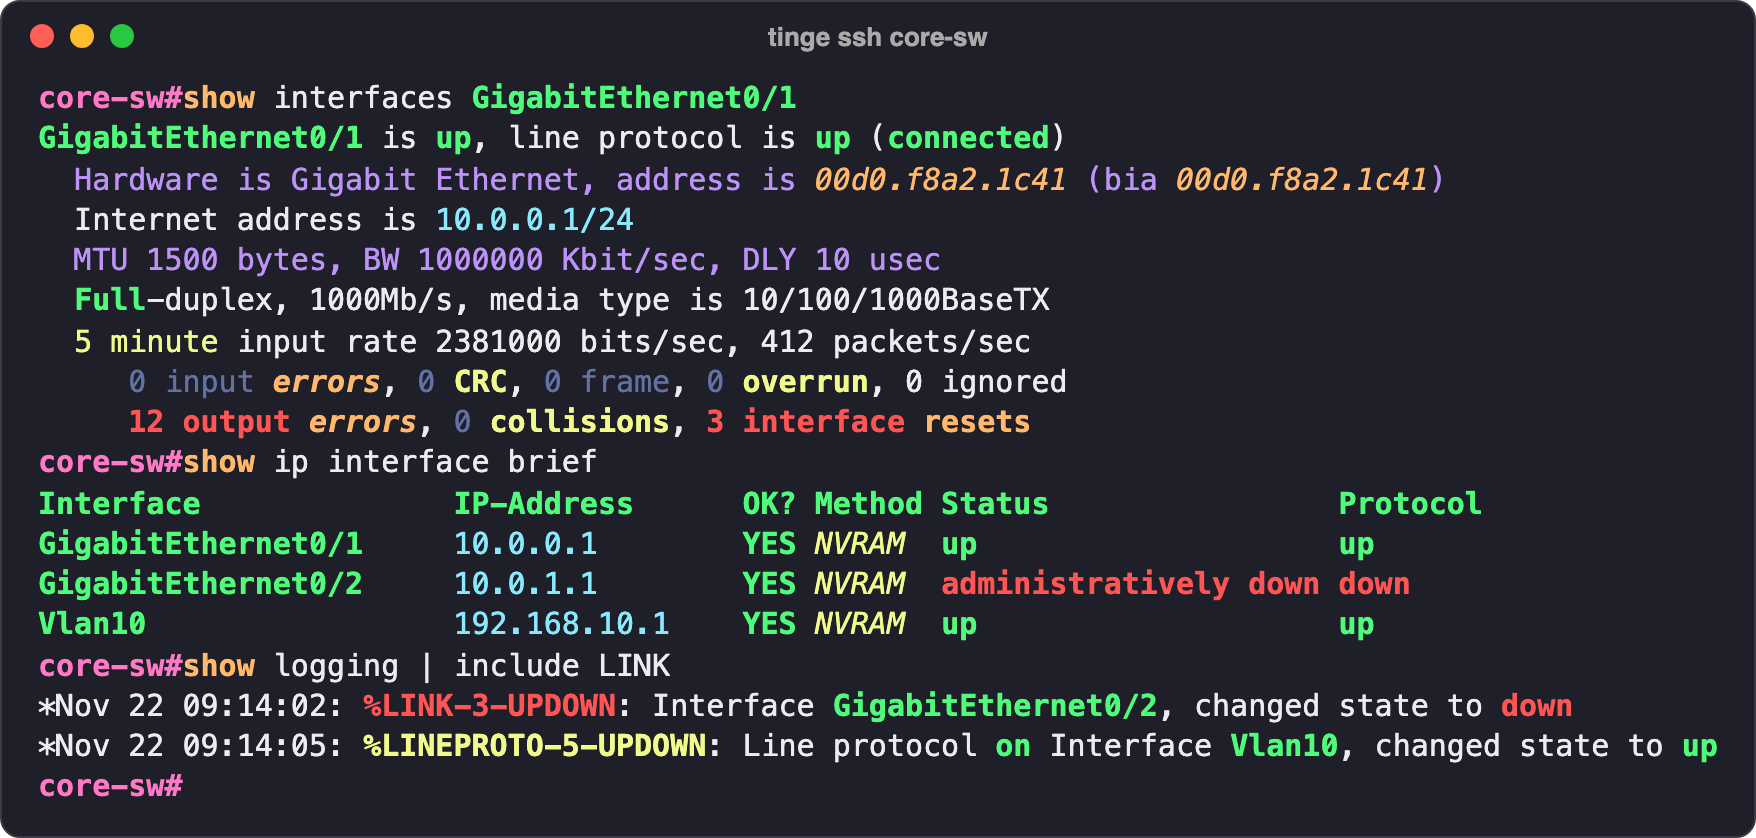 tinge ssh core-sw
core-sw#show interfaces GigabitEthernet0/1
GigabitEthernet0/1 is up, line protocol is up (connected)
  Hardware is Gigabit Ethernet, address is 00d0.f8a2.1c41 (bia 00d0.f8a2.1c41)
  Internet address is 10.0.0.1/24
  MTU 1500 bytes, BW 1000000 Kbit/sec, DLY 10 usec
  Full-duplex, 1000Mb/s, media type is 10/100/1000BaseTX
  5 minute input rate 2381000 bits/sec, 412 packets/sec
     0 input errors, 0 CRC, 0 frame, 0 overrun, 0 ignored
     12 output errors, 0 collisions, 3 interface resets
core-sw#show ip interface brief
Interface              IP-Address      OK? Method Status                Protocol
GigabitEthernet0/1     10.0.0.1        YES NVRAM  up                    up
GigabitEthernet0/2     10.0.1.1        YES NVRAM  administratively down down
Vlan10                 192.168.10.1    YES NVRAM  up                    up
core-sw#show logging | include LINK
*Nov 22 09:14:02: %LINK-3-UPDOWN: Interface GigabitEthernet0/2, changed state to down
*Nov 22 09:14:05: %LINEPROTO-5-UPDOWN: Line protocol on Interface Vlan10, changed state to up
core-sw#